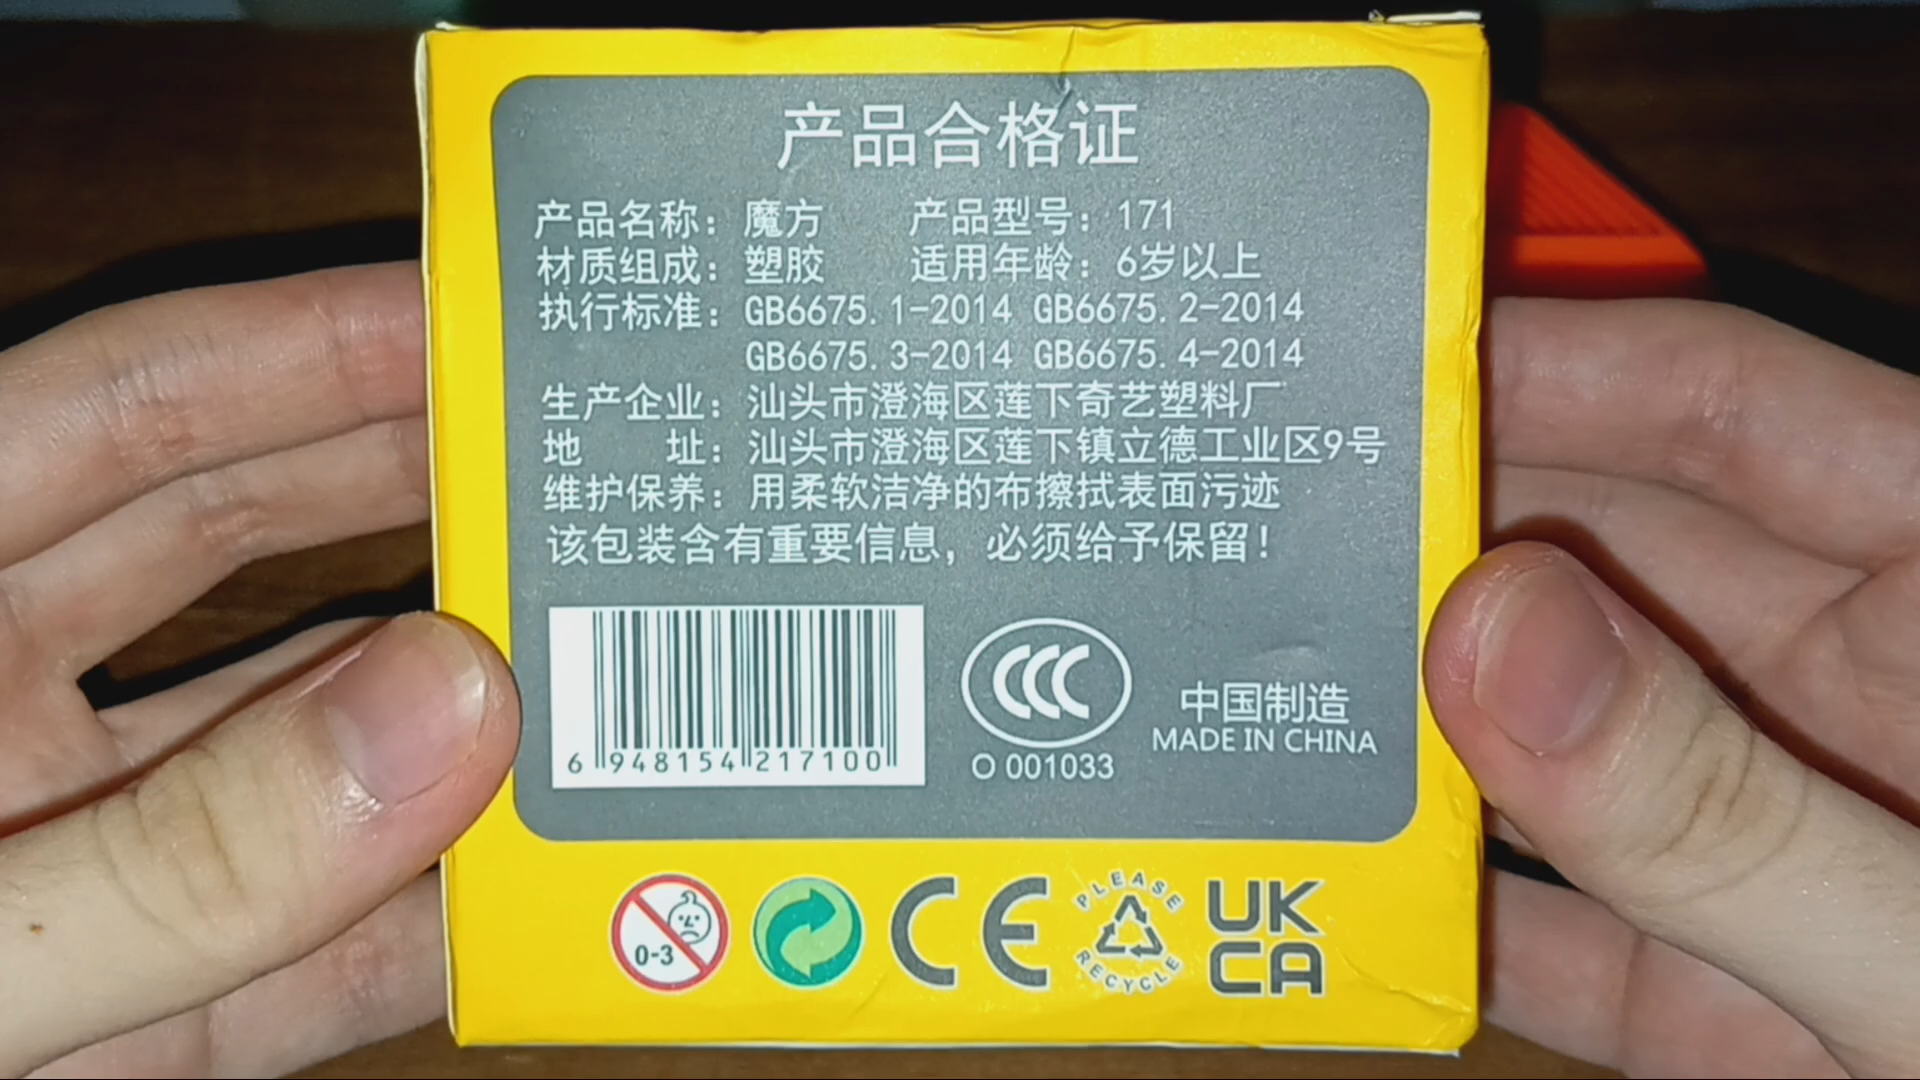 产品合格证
产品名称：魔方 产品型号：171
材质组成：塑胶 适用年龄：6岁以上
执行标准：GB6675.1-2014 GB6675.2-2014
GB6675.3-2014 GB6675.4-2014
生产企业：汕头市澄海区莲下奇艺塑料厂
地 址：汕头市澄海区莲下镇立德工业区9号
维护保养：用柔软洁净的布擦拭表面污迹
该包装含有重要信息，必须给予保留！
6 948154 217100
CCC
O 001033
中国制造
MADE IN CHINA
0-3
CE
PLEASE
RECYCLE
UK
CA